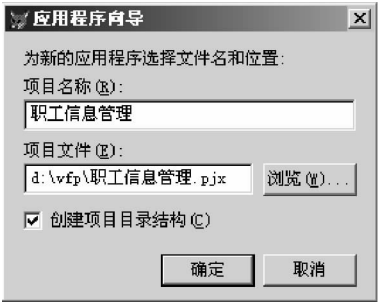 应用程序向导
为新的应用程序选择文件名和位置:
项目名称(R):
职工信息管理
项目文件(E):
d:\vfp\职工信息管理.pjx 浏览(W)...
创建项目目录结构(C)
确定 取消